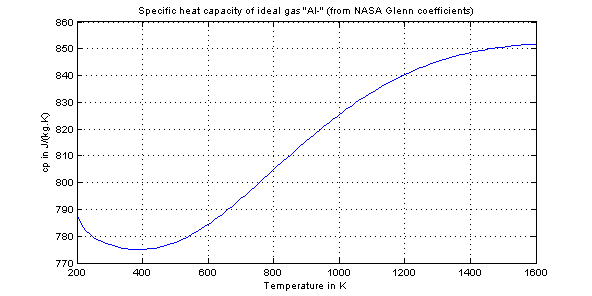 Specific heat capacity of ideal gas "Al-" (from NASA Glenn coefficients)
860
850
840
830
820
810
800
790
780
770
cp in J/(kg.K)
200 400 600 800 1000 1200 1400 1600
Temperature in K